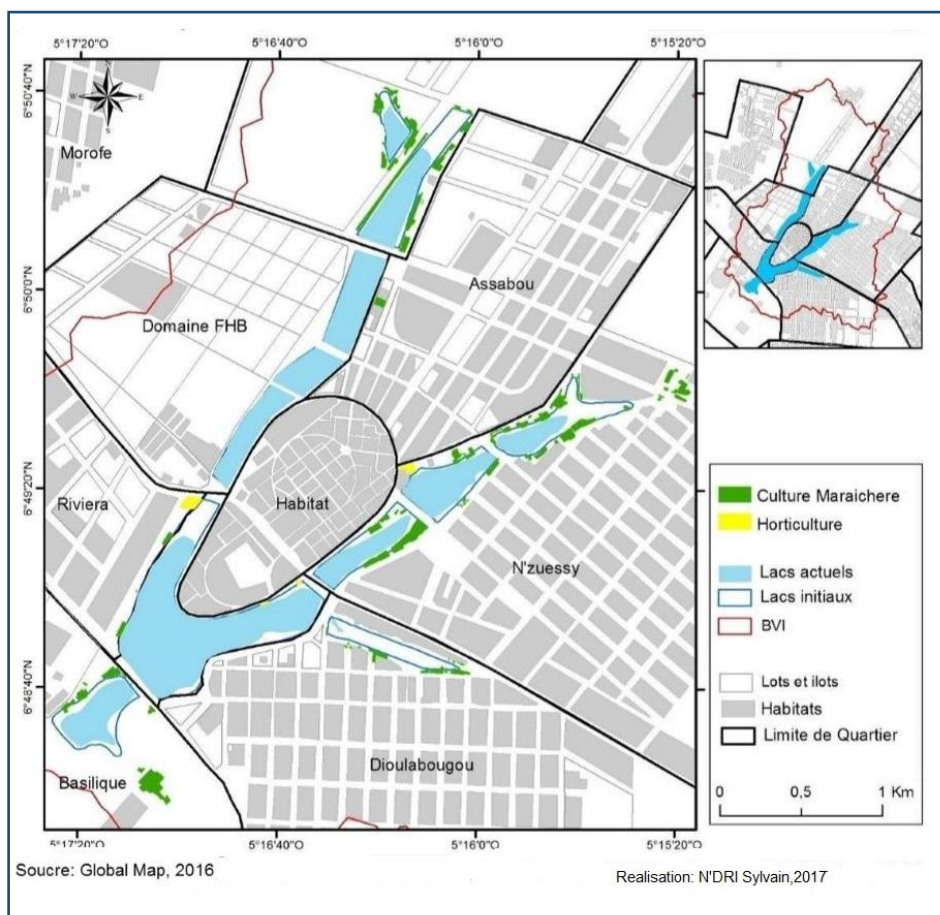 5°17'20"O
5°16'40"O
5°16'0"O
5°15'20"O
6°50'40"N
6°50'0"N
6°49'20"N
6°48'40"N
W
E
S
Morofe
Assabou
Domaine FHB
Riviera
Habitat
N'zuessy
Dioulabougou
Basilique
5°17'20"O
5°16'40"O
5°16'0"O
5°15'20"O
Culture Maraichere
Horticulture
Lacs actuels
Lacs initiaux
BVI
Lots et ilots
Habitats
Limite de Quartier
0
0,5
1 Km
Soucre: Global Map, 2016
Realisation: N'DRI Sylvain,2017